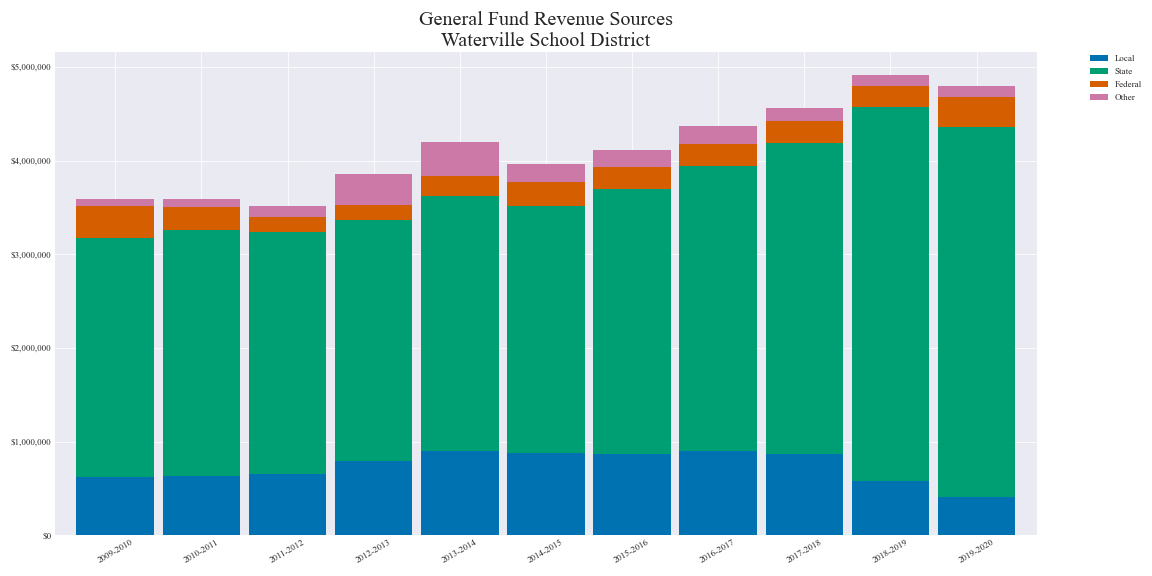 General Fund Revenue Sources
Waterville School District
$5,000,000
$4,000,000
$3,000,000
$2,000,000
$1,000,000
$0
2009-2010
2010-2011
2011-2012
2012-2013
2013-2014
2014-2015
2015-2016
2016-2017
2017-2018
2018-2019
2019-2020
Local
State
Federal
Other